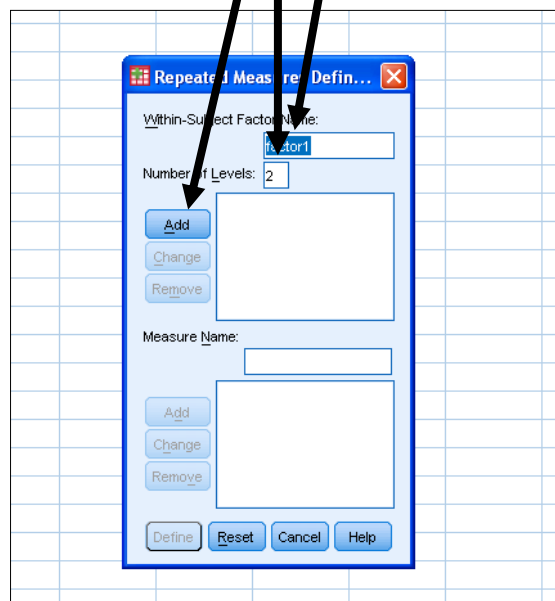 Repeated Measures Defin...
Within-Subject Factor Name:
factor1
Number of Levels: 2
Add
Change
Remove
Measure Name:
Add
Change
Remove
Define Reset Cancel Help